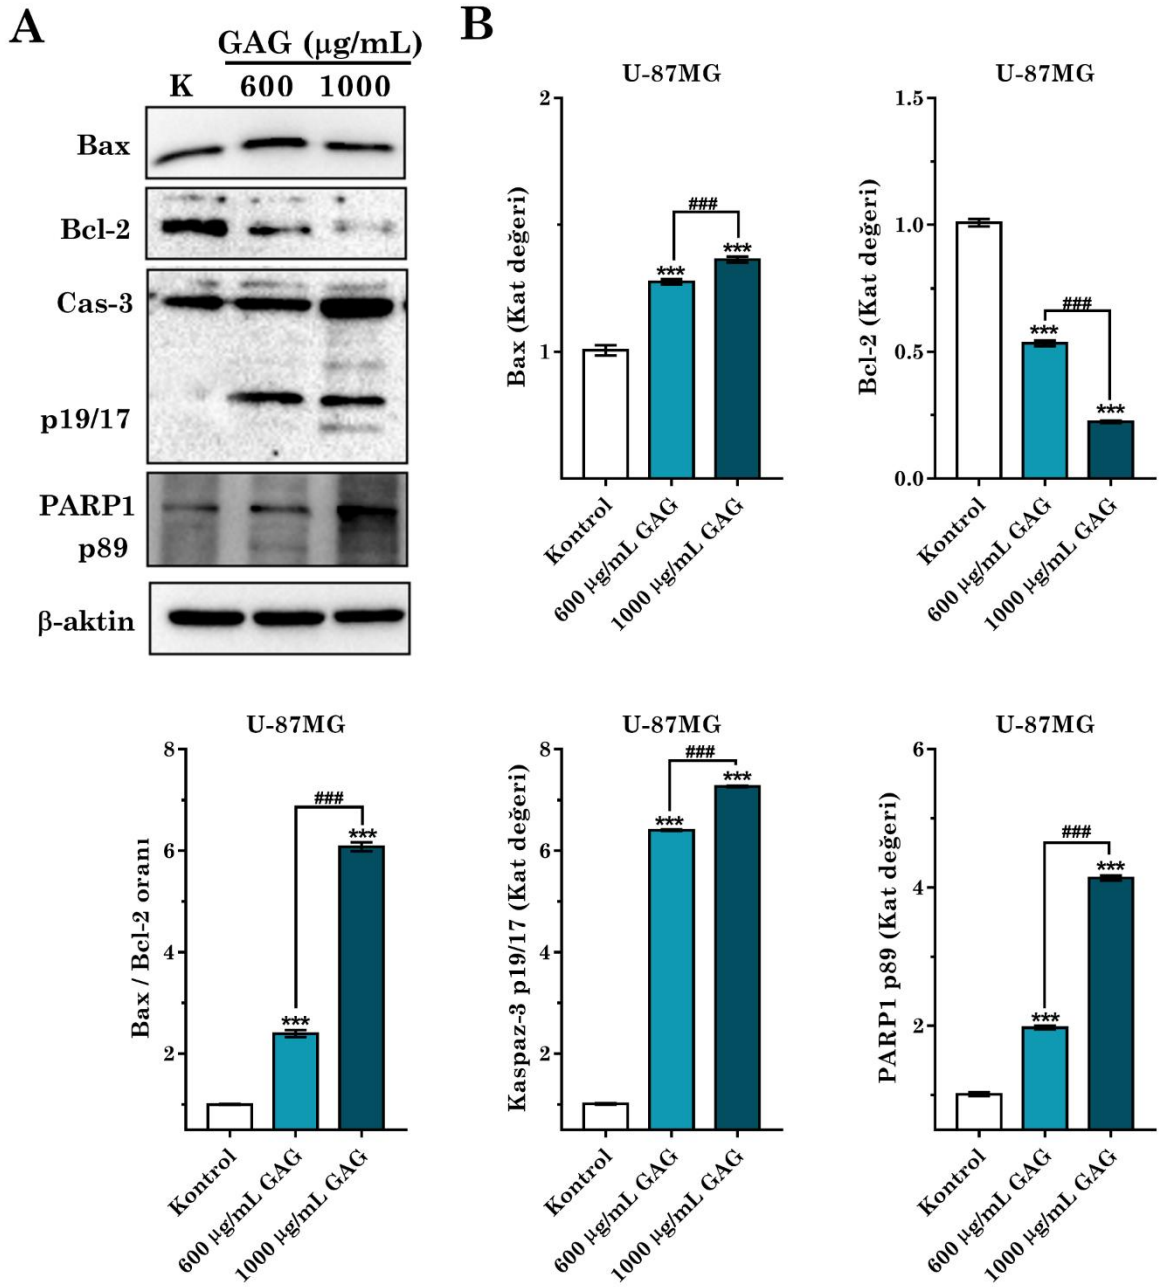 A
GAG (µg/mL)
K 600 1000
Bax
Bcl-2
Cas-3
p19/17
PARP1
p89
β-aktin
B
U-87MG
Bax (Kat değeri)
2
1
***
***
###
Kontrol
600 µg/mL GAG
1000 µg/mL GAG
U-87MG
Bcl-2 (Kat değeri)
1.5
1.0
0.5
0.0
***
***
###
Kontrol
600 µg/mL GAG
1000 µg/mL GAG
U-87MG
Bax / Bcl-2 oranı
8
6
4
2
***
***
###
Kontrol
600 µg/mL GAG
1000 µg/mL GAG
U-87MG
Kaspaz-3 p19/17 (Kat değeri)
8
6
4
2
***
***
###
Kontrol
600 µg/mL GAG
1000 µg/mL GAG
U-87MG
PARP1 p89 (Kat değeri)
6
4
2
***
***
###
Kontrol
600 µg/mL GAG
1000 µg/mL GAG